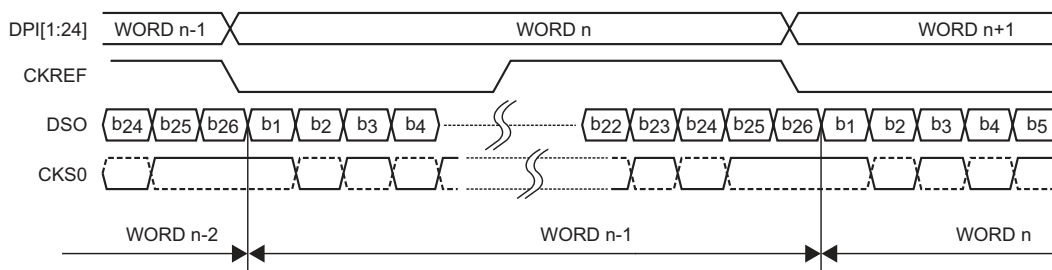 DPI[1:24] WORD n-1 WORD n WORD n+1
CKREF
DSO b24 b25 b26 b1 b2 b3 b4 b22 b23 b24 b25 b26 b1 b2 b3 b4 b5
CKS0
WORD n-2 WORD n-1 WORD n